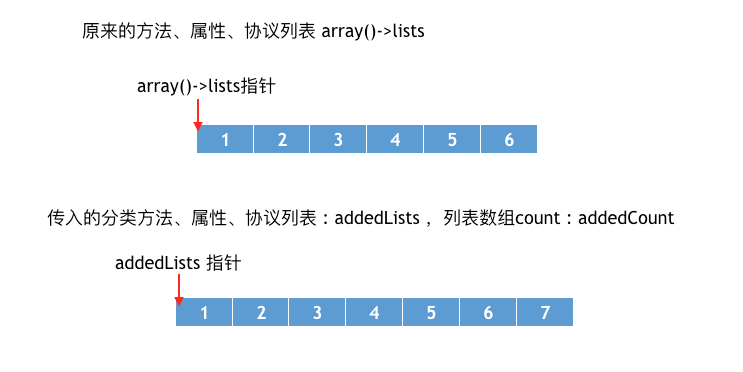 原来的方法、属性、协议列表 array()->lists
array()->lists指针
1 2 3 4 5 6
传入的分类方法、属性、协议列表：addedLists ，列表数组count：addedCount
addedLists 指针
1 2 3 4 5 6 7